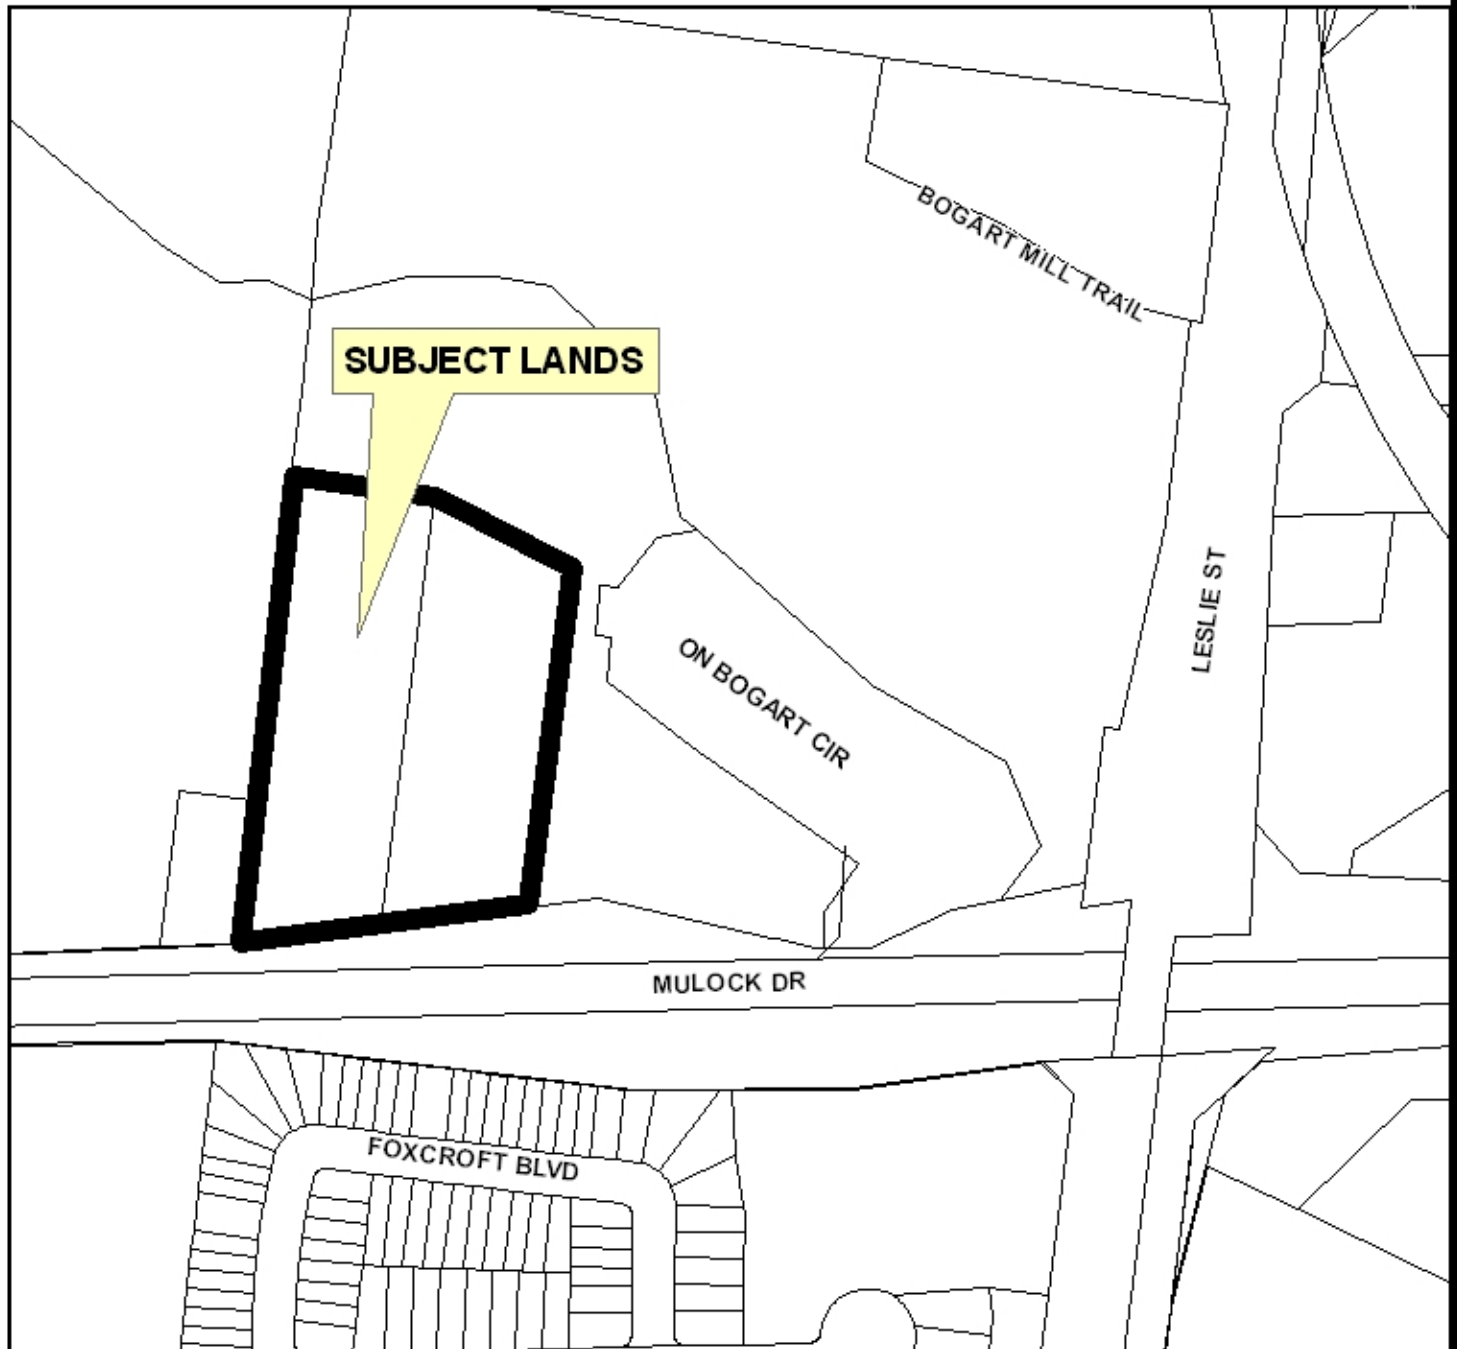 BOGART MILL TRAIL
SUBJECT LANDS
LESLIE ST
ON BOGART CIR
MULOCK DR
FOXCROFT BLVD